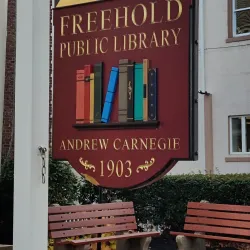 FREEHOLD
PUBLIC LIBRARY
ANDREW CARNEGIE
1903